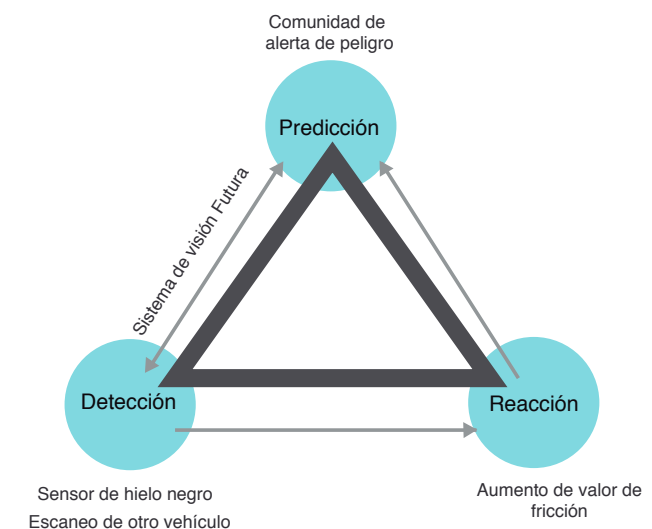 Comunidad de
alerta de peligro
Predicción
Sistema de visión Futura
Detección
Reacción
Sensor de hielo negro
Escaneo de otro vehículo
Aumento de valor de
fricción